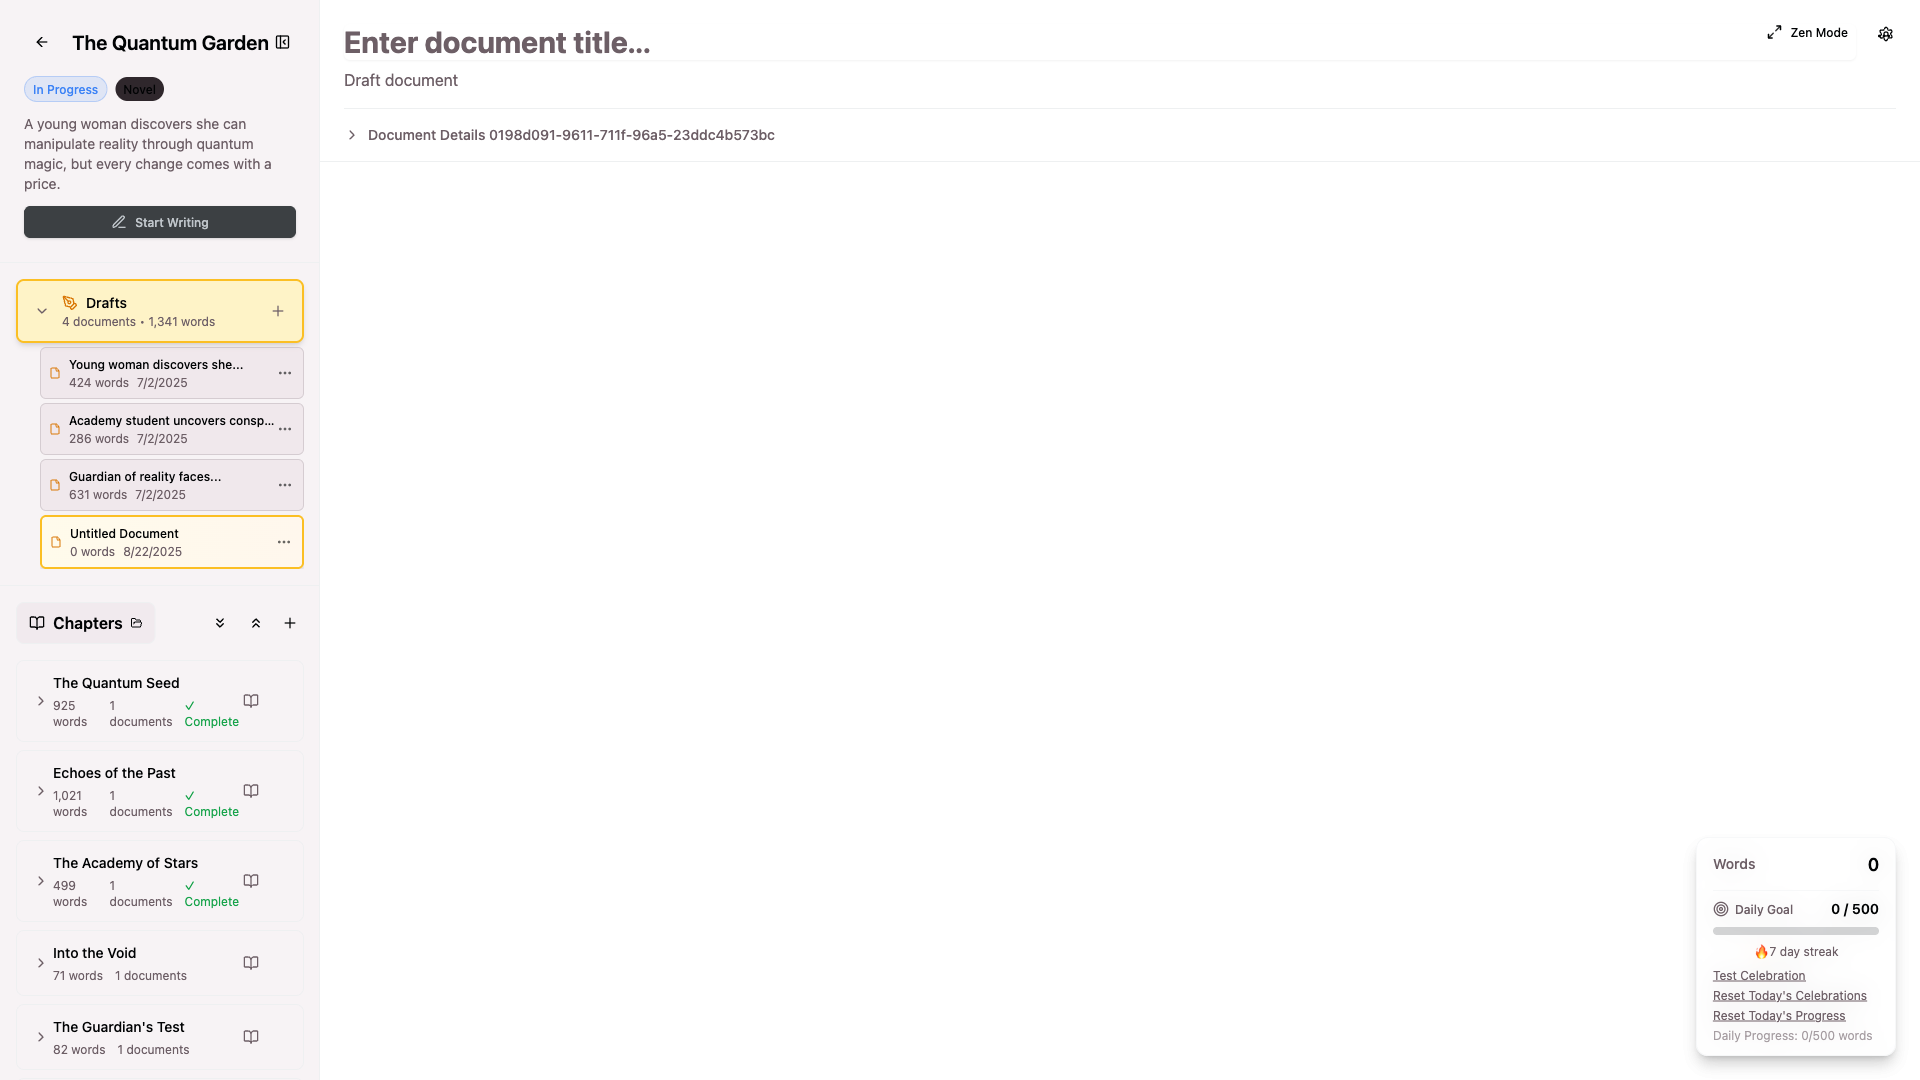 The Quantum Garden
In Progress
Novel
A young woman discovers she can
manipulate reality through quantum
magic, but every change comes with a
price.
Start Writing
Drafts
4 documents • 1,341 words
Young woman discovers she...
424 words 7/2/2025
Academy student uncovers consp...
286 words 7/2/2025
Guardian of reality faces...
631 words 7/2/2025
Untitled Document
0 words 8/22/2025
Chapters
The Quantum Seed
925 words
1 documents
✓ Complete
Echoes of the Past
1,021 words
1 documents
✓ Complete
The Academy of Stars
499 words
1 documents
✓ Complete
Into the Void
71 words 1 documents
The Guardian's Test
82 words 1 documents
Enter document title...
Zen Mode
Draft document
Document Details 0198d091-9611-711f-96a5-23ddc4b573bc
Words 0
Daily Goal 0 / 500
🔥7 day streak
Test Celebration
Reset Today's Celebrations
Reset Today's Progress
Daily Progress: 0/500 words